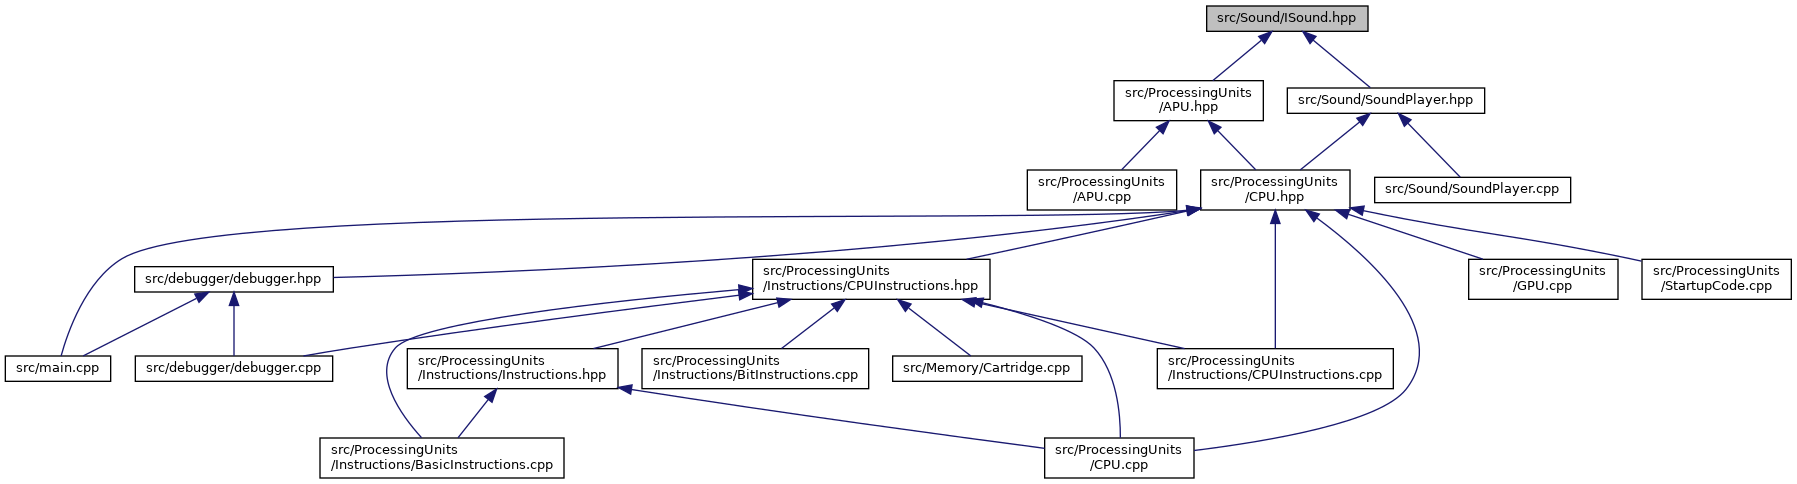 src/Sound/ISound.hpp
src/ProcessingUnits
/APU.hpp
src/Sound/SoundPlayer.hpp
src/ProcessingUnits
/APU.cpp
src/ProcessingUnits
/CPU.hpp
src/Sound/SoundPlayer.cpp
src/debugger/debugger.hpp
src/ProcessingUnits
/Instructions/CPUInstructions.hpp
src/ProcessingUnits
/GPU.cpp
src/ProcessingUnits
/StartupCode.cpp
src/main.cpp
src/debugger/debugger.cpp
src/ProcessingUnits
/Instructions/Instructions.hpp
src/ProcessingUnits
/Instructions/BitInstructions.cpp
src/Memory/Cartridge.cpp
src/ProcessingUnits
/Instructions/CPUInstructions.cpp
src/ProcessingUnits
/Instructions/BasicInstructions.cpp
src/ProcessingUnits
/CPU.cpp